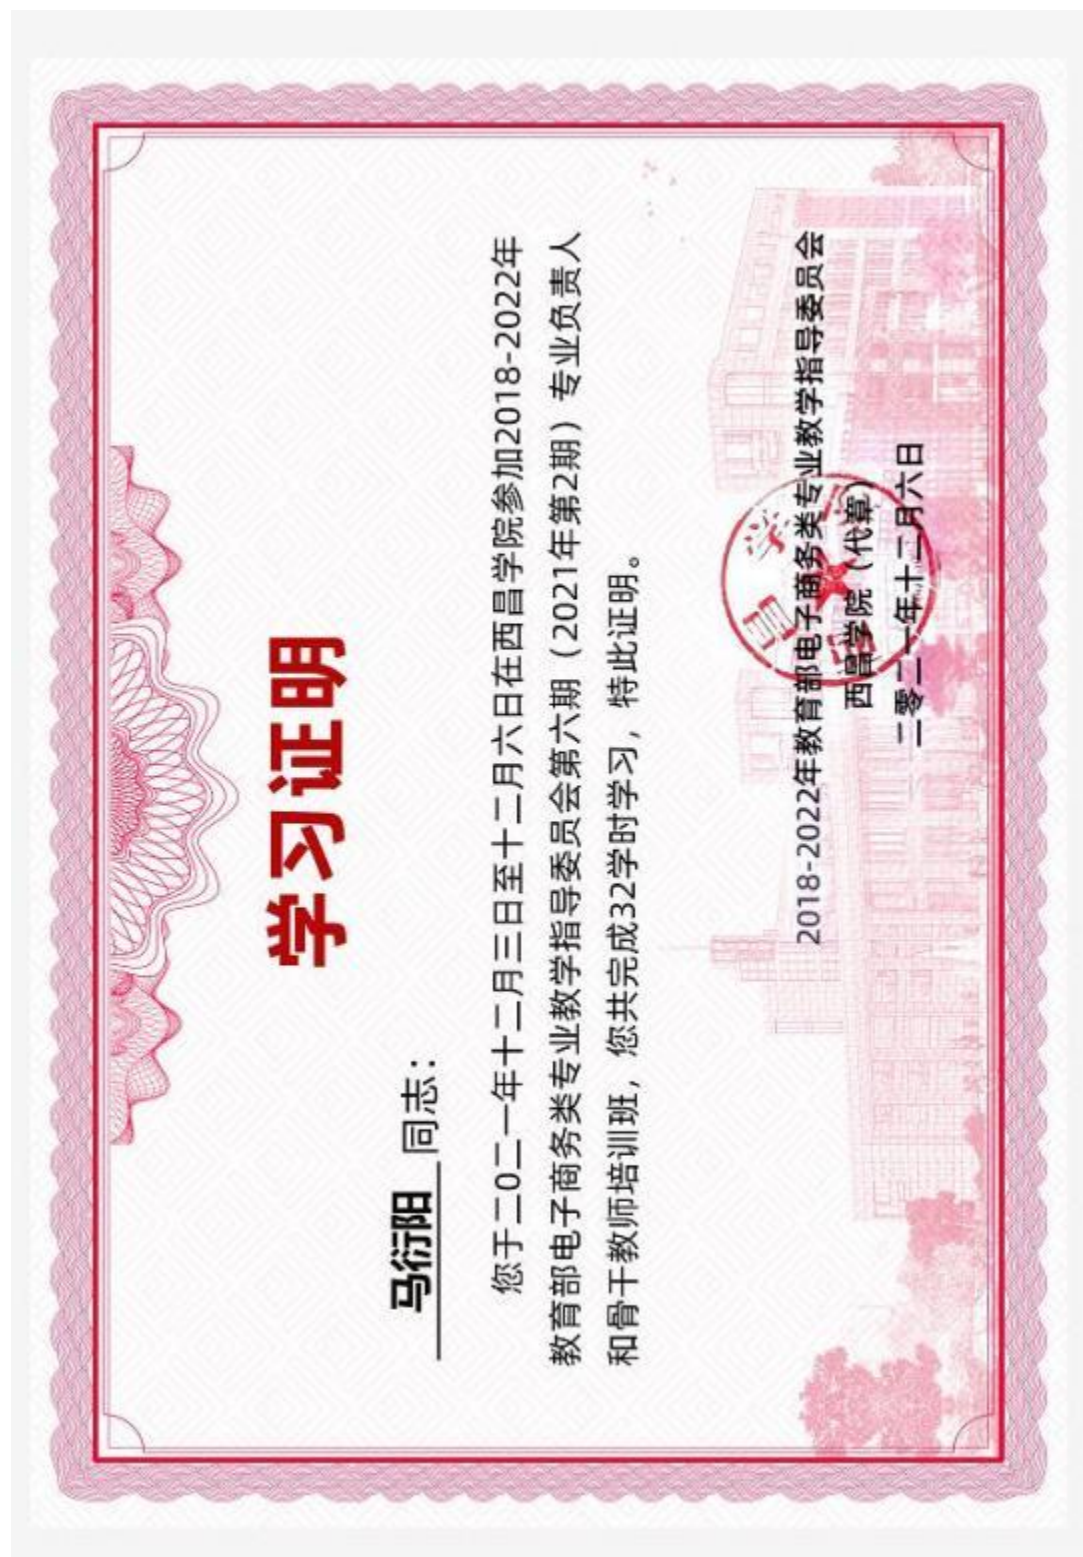 学习证明
马衍阳 同志：
您于二〇二一年十二月三日至十二月六日在西昌学院参加2018-2022年
教育部电子商务类专业教学指导委员会第六期（2021年第2期）专业负责人
和骨干教师培训班，您共完成32学时学习，特此证明。
2018-2022年教育部电子商务类专业教学指导委员会
西昌学院（代章）
二零二一年十二月六日